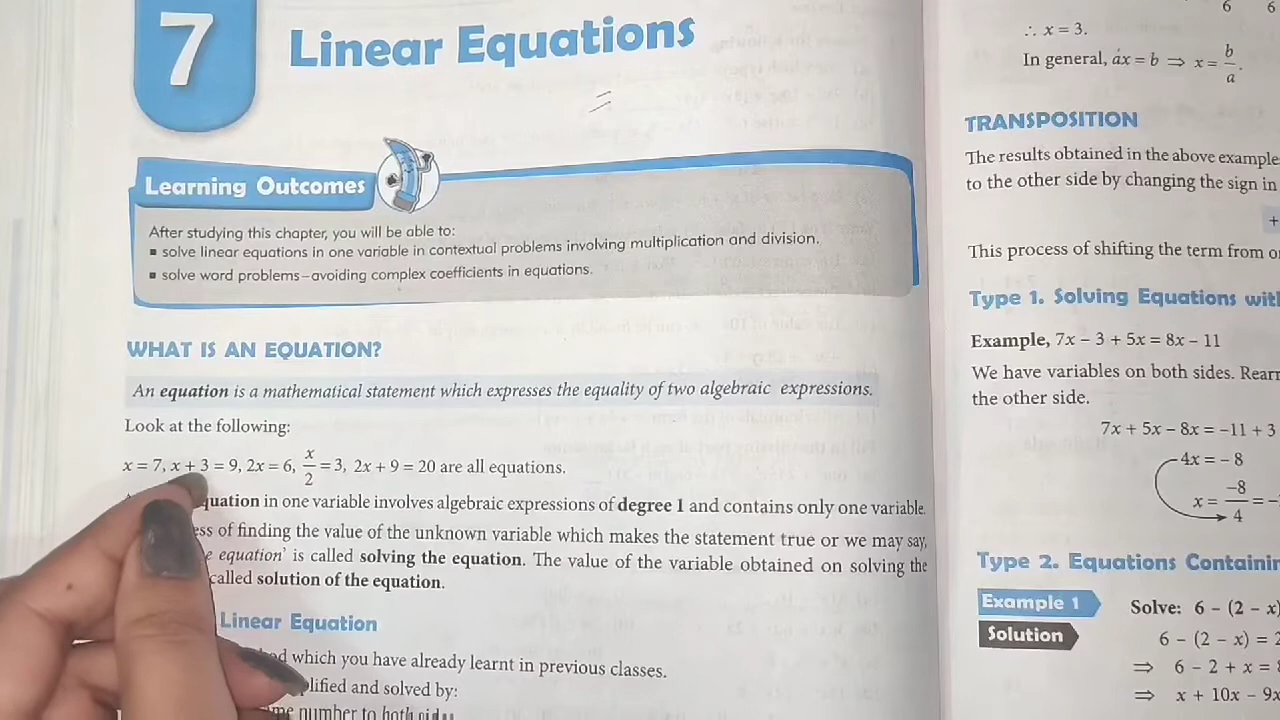 7
Linear Equations
Learning Outcomes
After studying this chapter, you will be able to:
▪ solve linear equations in one variable in contextual problems involving multiplication and division.
▪ solve word problems–avoiding complex coefficients in equations.
WHAT IS AN EQUATION?
An equation is a mathematical statement which expresses the equality of two algebraic expressions.
Look at the following:
x = 7, x + 3 = 9, 2x = 6, x/2 = 3, 2x + 9 = 20 are all equations.
in one variable involves algebraic expressions of degree 1 and contains only one variable.
of finding the value of the unknown variable which makes the statement true or we may say,
equation' is called solving the equation. The value of the variable obtained on solving the
called solution of the equation.
Linear Equation
which you have already learnt in previous classes.
and solved by:
number to both
6 6
∴ x = 3.
In general, ax = b ⇒ x = b/a.
TRANSPOSITION
The results obtained in the above example
to the other side by changing the sign in
+
This process of shifting the term from
Type 1. Solving Equations
Example, 7x – 3 + 5x = 8x – 11
We have variables on both sides.
the other side.
7x + 5x – 8x = –11 + 3
4x = – 8
x = –8/4 = –
Type 2. Equations
Example 1
Solve: 6 – (2 – x)
Solution
6 – (2 – x) =
⇒ 6 – 2 + x =
⇒ x + 10x – 9x